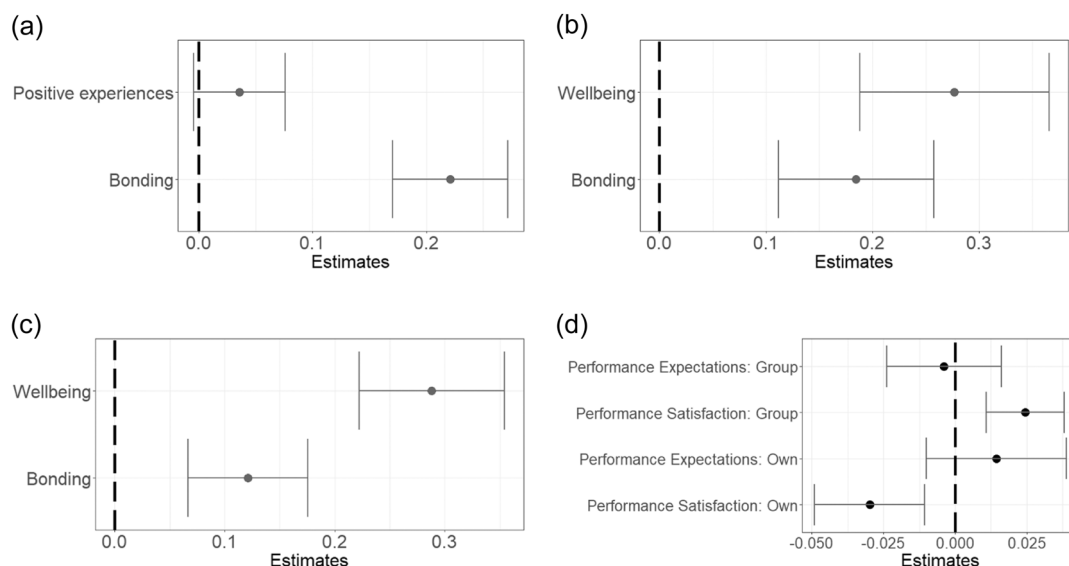 (a)
Positive experiences
Bonding
0.0 0.1 0.2
Estimates
(b)
Wellbeing
Bonding
0.0 0.1 0.2 0.3
Estimates
(c)
Wellbeing
Bonding
0.0 0.1 0.2 0.3
Estimates
(d)
Performance Expectations: Group
Performance Satisfaction: Group
Performance Expectations: Own
Performance Satisfaction: Own
-0.050 -0.025 0.000 0.025
Estimates